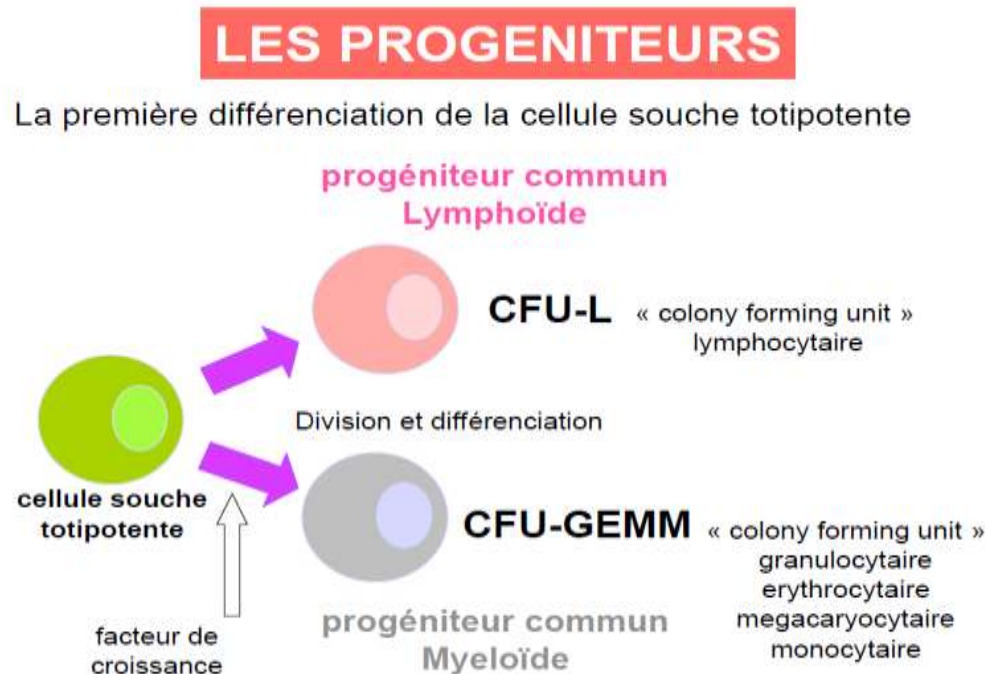 LES PROGENITEURS
La première différenciation de la cellule souche totipotente
progéniteur commun
Lymphoïde
CFU-L
« colony forming unit »
lymphocytaire
Division et différenciation
cellule souche
totipotente
CFU-GEMM
« colony forming unit »
granulocytaire
erythrocytaire
megacaryocytaire
monocytaire
facteur de
croissance
progéniteur commun
Myeloïde